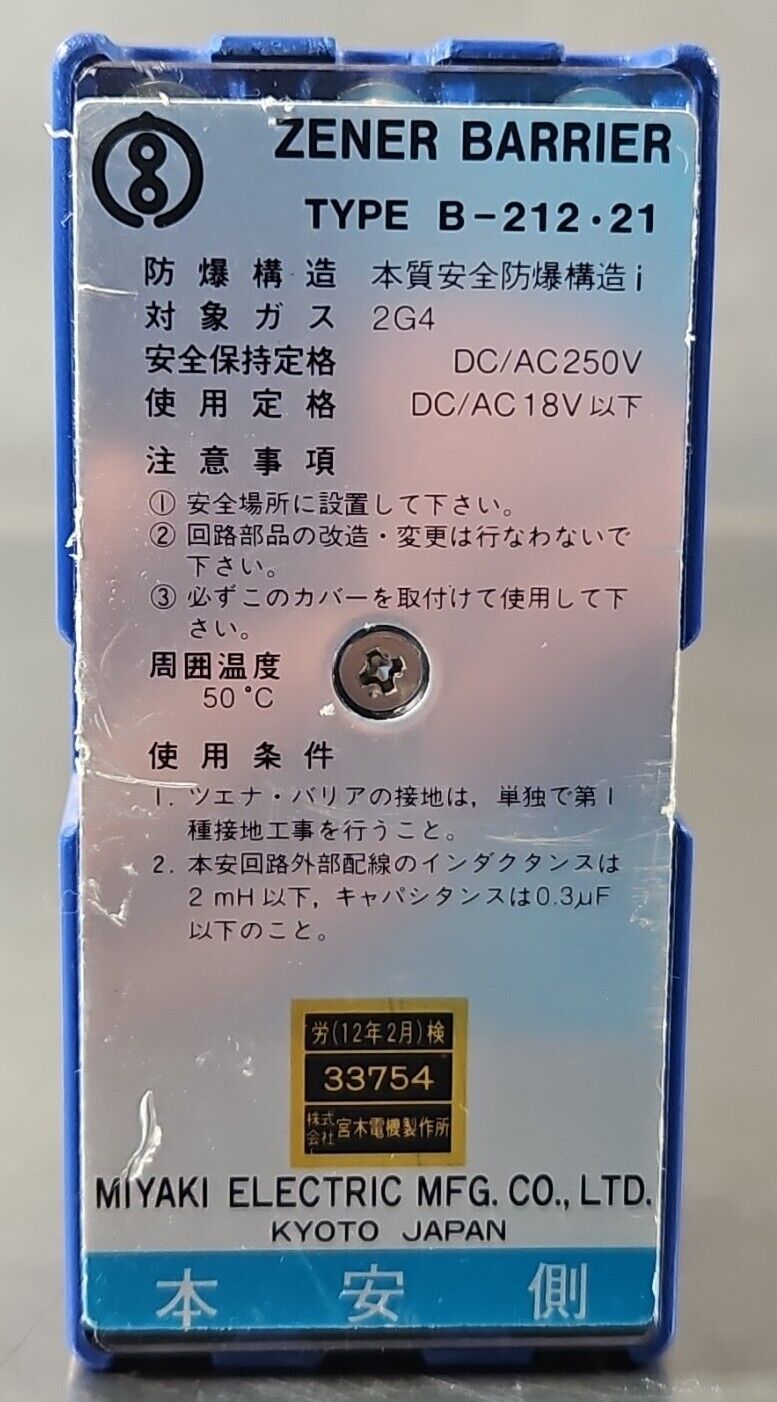 ZENER BARRIER
TYPE B-212・21
防爆構造 本質安全防爆構造i
対象ガス 2G4
安全保持定格 DC/AC250V
使用定格 DC/AC18V以下
注意事項
① 安全場所に設置して下さい。
② 回路部品の改造・変更は行なわないで
下さい。
③ 必ずこのカバーを取付けて使用して下
さい。
周囲温度
50°C
使用条件
1. ツエナ・バリアの接地は，単独で第1
種接地工事を行うこと。
2. 本安回路外部配線のインダクタンスは
2mH以下，キャパシタンスは0.3μF
以下のこと。
労(12年2月)検
33754
株式会社 宮木電機製作所
MIYAKI ELECTRIC MFG. CO., LTD.
KYOTO JAPAN
本安側